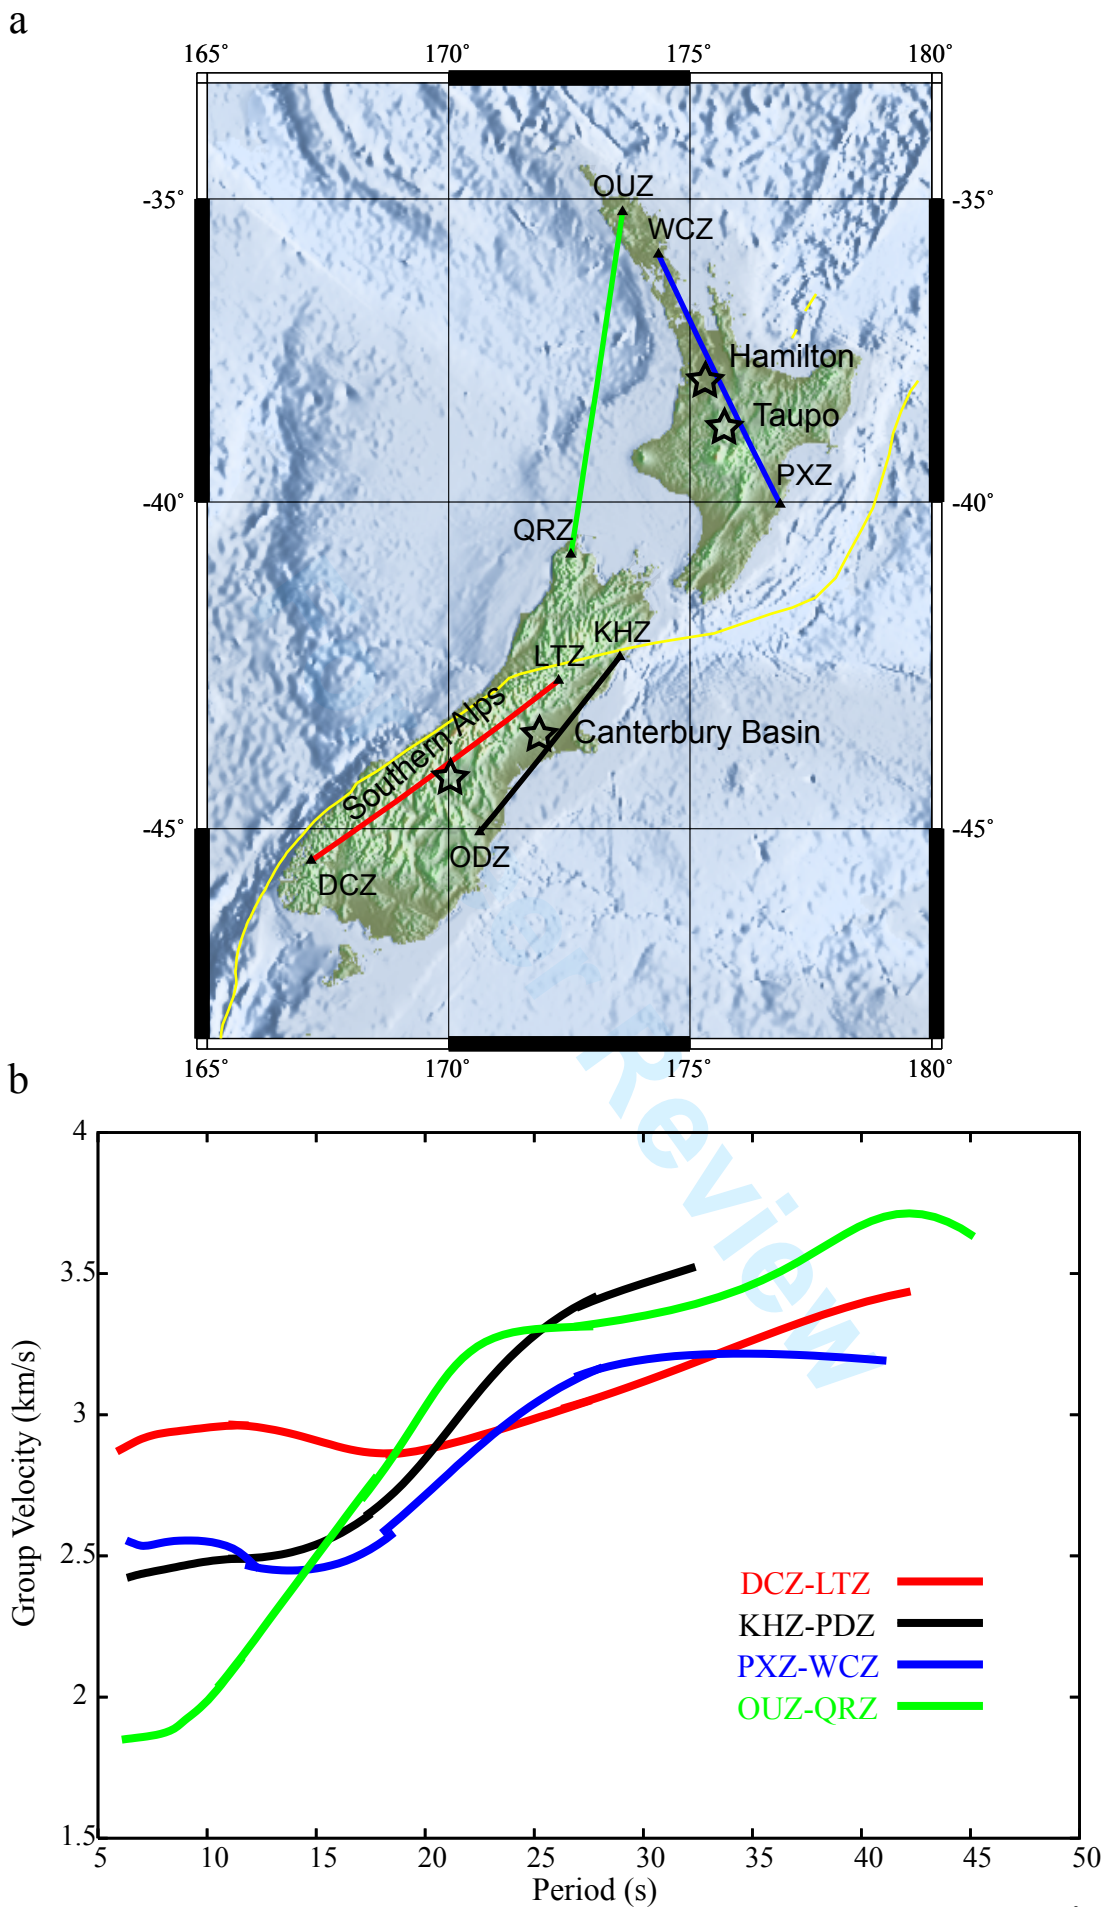 a
165° 170° 175° 180°
OUZ
-35° -35°
WCZ
Hamilton
Taupo
PXZ
-40° -40°
QRZ
KHZ
LTZ
Southern Alps
Canterbury Basin
-45° -45°
ODZ
DCZ
165° 170° 175° 180°
b
Review
4
3.5
3
2.5
2
1.5
Group Velocity (km/s)
DCZ-LTZ
KHZ-PDZ
PXZ-WCZ
OUZ-QRZ
5 10 15 20 25 30 35 40 45 50
Period (s)